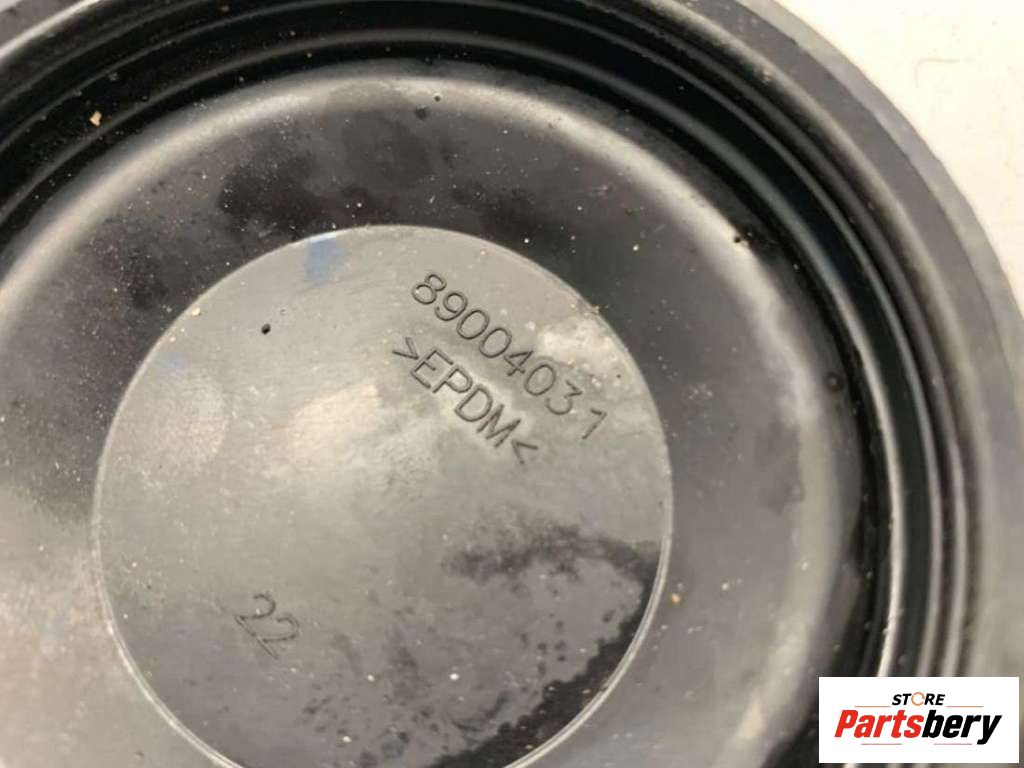 89004031
>EPDM<
22
STORE
Partsbery